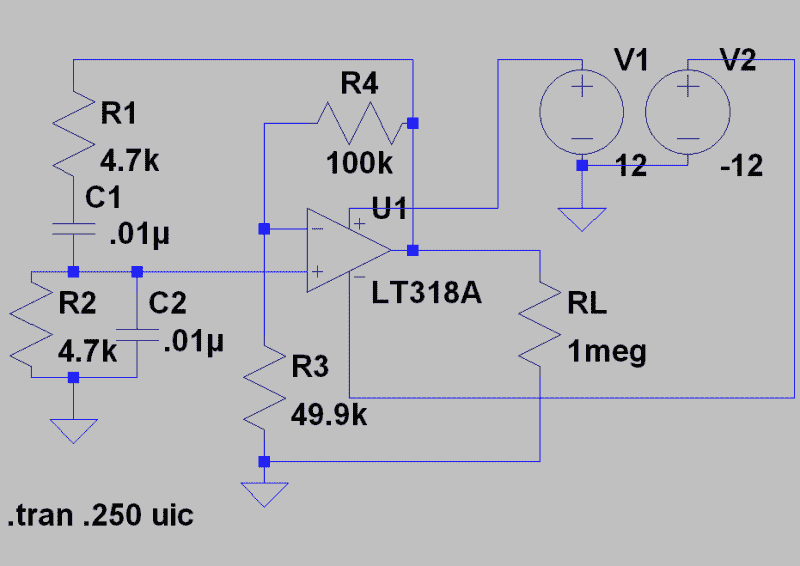 V1
V2
R4
R1
100k
4.7k
12
-12
C1
U1
.01µ
+
−
−
+
LT318A
R2
C2
RL
4.7k
.01µ
1meg
R3
49.9k
.tran .250 uic